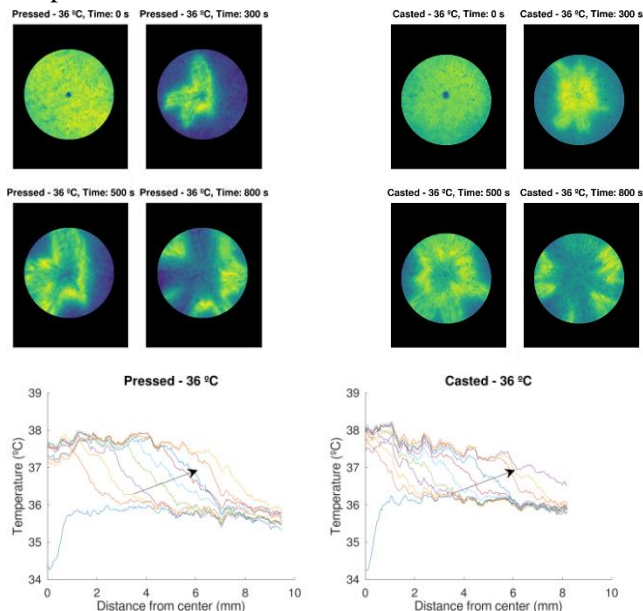 Pressed - 36 ºC, Time: 0 s
Pressed - 36 ºC, Time: 300 s
Casted - 36 ºC, Time: 0 s
Casted - 36 ºC, Time: 300 s
Pressed - 36 ºC, Time: 500 s
Pressed - 36 ºC, Time: 800 s
Casted - 36 ºC, Time: 500 s
Casted - 36 ºC, Time: 800 s
Pressed - 36 ºC
Temperature (ºC)
39
38
37
36
35
34
0 2 4 6 8 10
Distance from center (mm)
Casted - 36 ºC
Temperature (ºC)
39
38
37
36
35
34
0 2 4 6 8 10
Distance from center (mm)